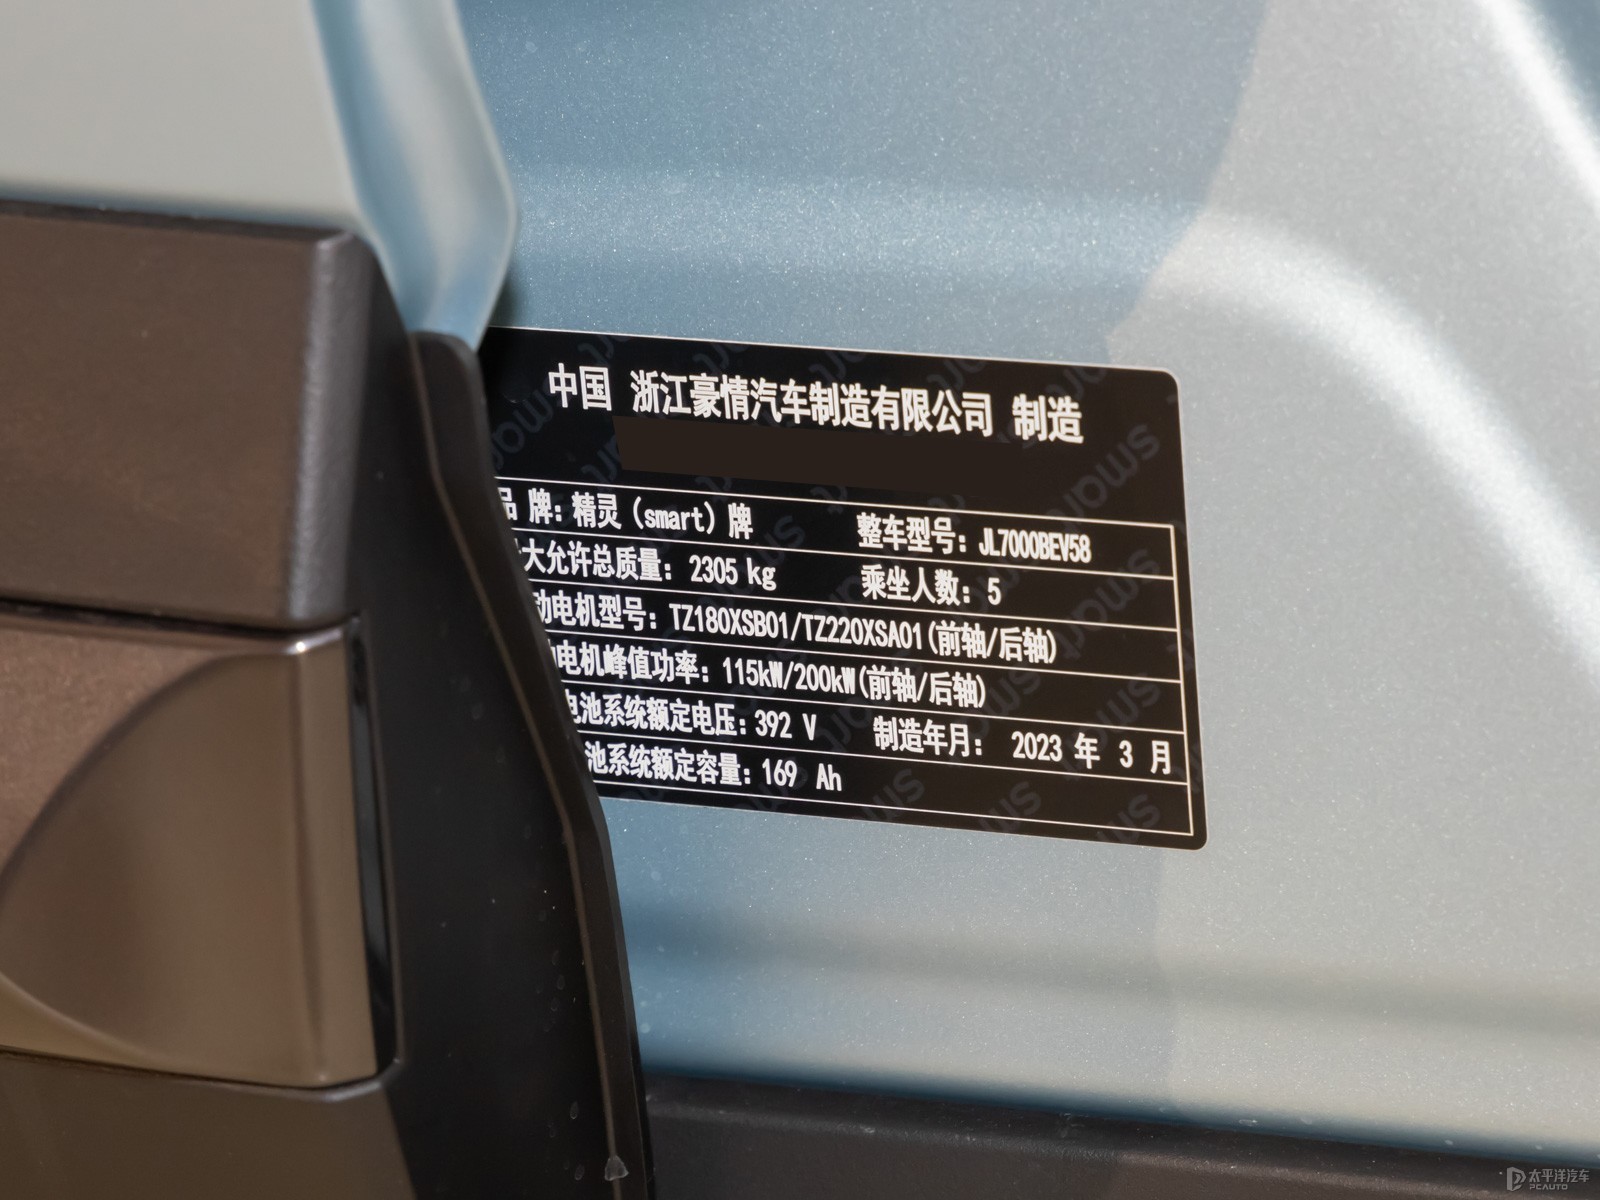 中国 浙江豪情汽车制造有限公司 制造
品 牌：精灵（smart）牌 整车型号：JL7000BEV58
大允许总质量：2305 kg 乘坐人数：5
动电机型号：TZ180XSB01/TZ220XSA01(前轴/后轴)
电机峰值功率：115kW/200kW(前轴/后轴)
电池系统额定电压：392 V 制造年月： 2023 年 3 月
池系统额定容量：169 Ah
太平洋汽车
PCAUTO